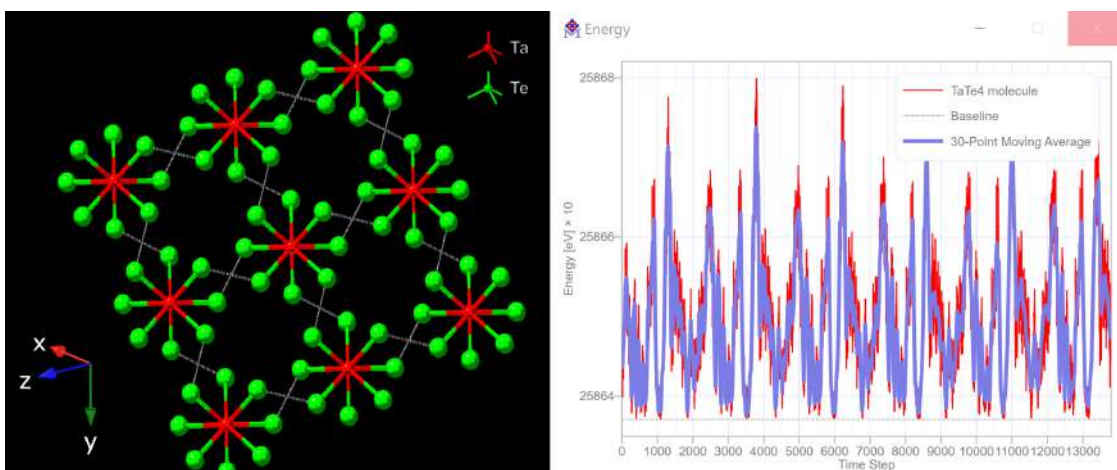 Ta
Te
x
z
y
Energy
25868
25866
25864
Energy [eV] × 10
TaTe4 molecule
Baseline
30-Point Moving Average
0 1000 2000 3000 4000 5000 6000 7000 8000 9000 10000 11000 12000 13000
Time Step